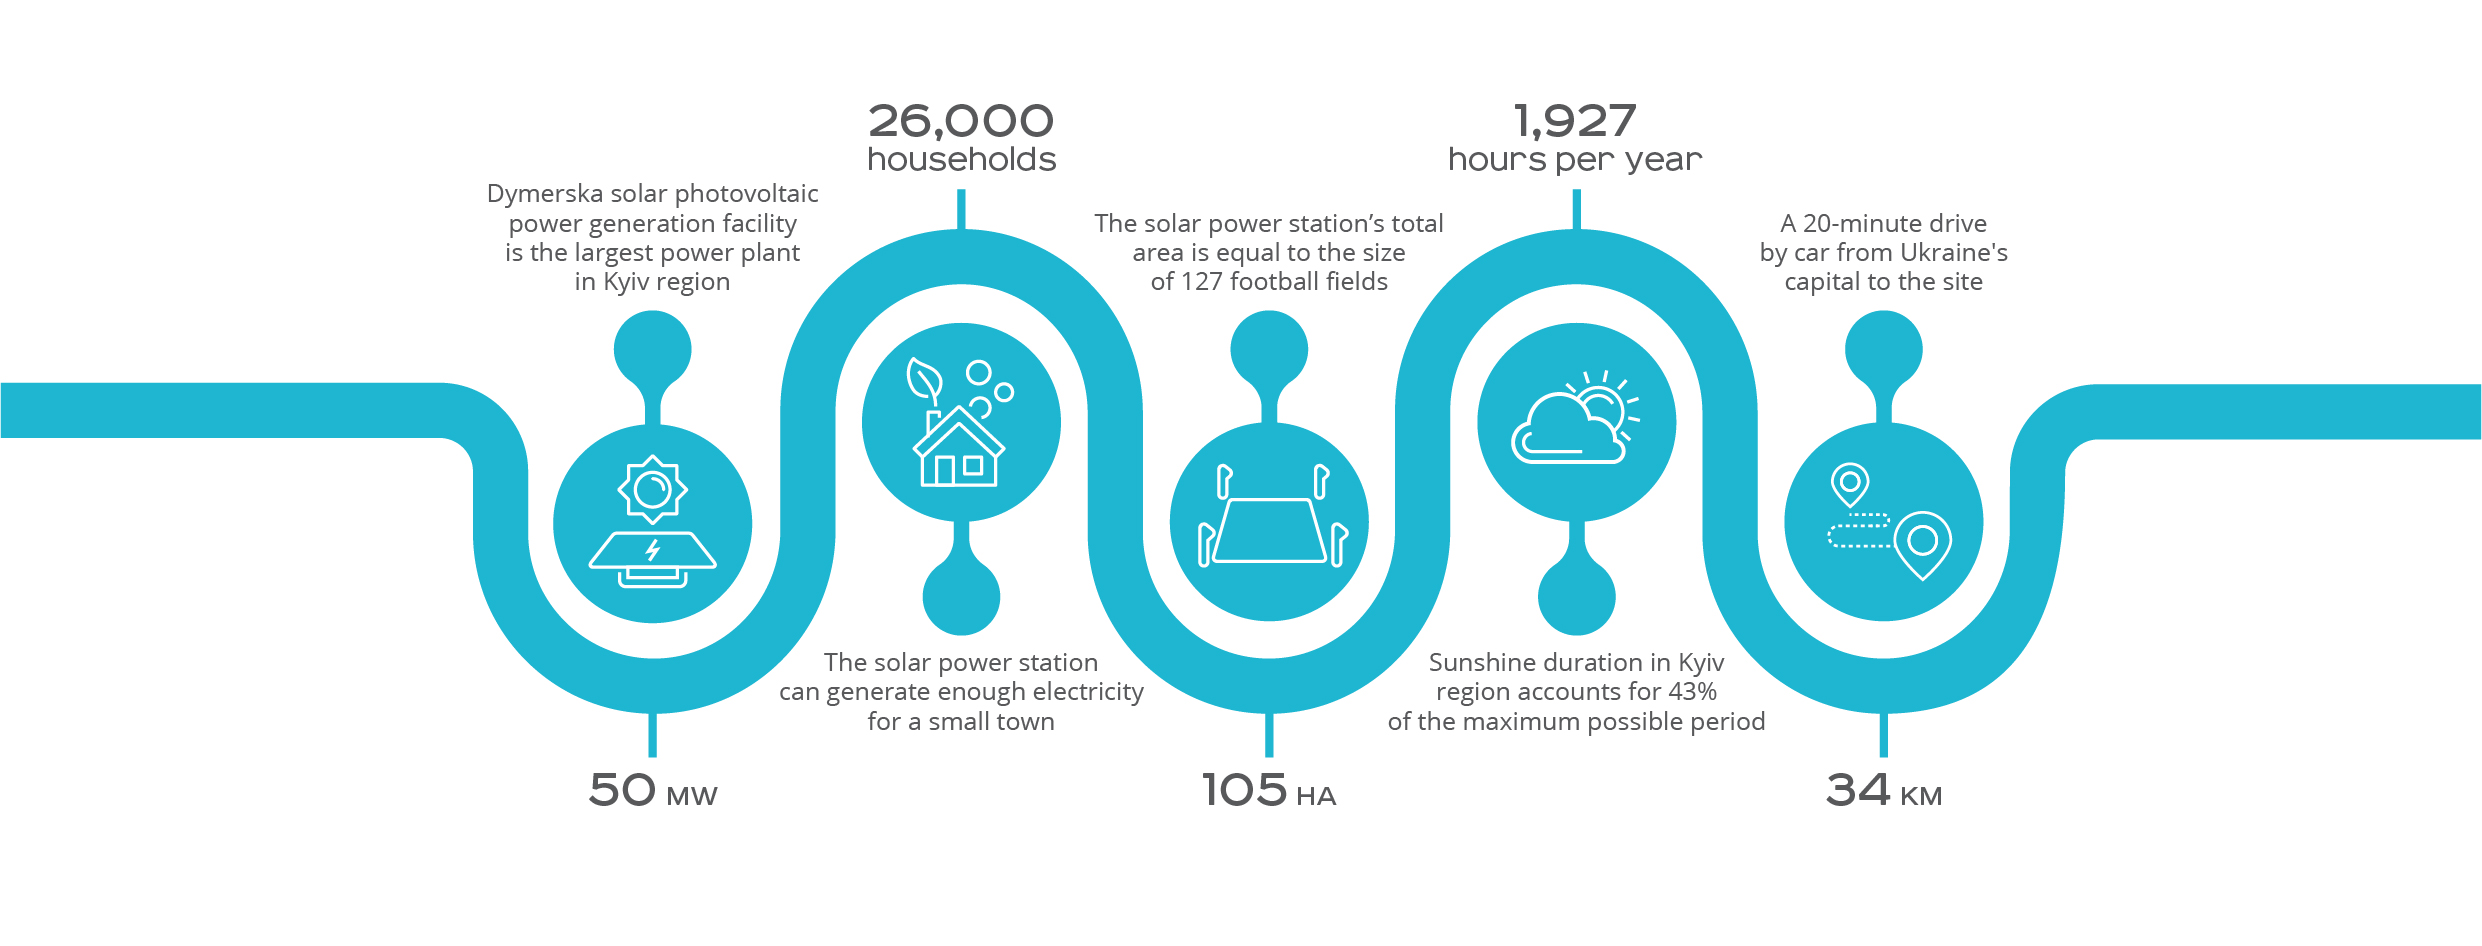 Dymerska solar photovoltaic
power generation facility
is the largest power plant
in Kyiv region
50 MW
26,000
households
The solar power station
can generate enough electricity
for a small town
The solar power station’s total
area is equal to the size
of 127 football fields
105 HA
1,927
hours per year
Sunshine duration in Kyiv
region accounts for 43%
of the maximum possible period
A 20-minute drive
by car from Ukraine's
capital to the site
34 KM